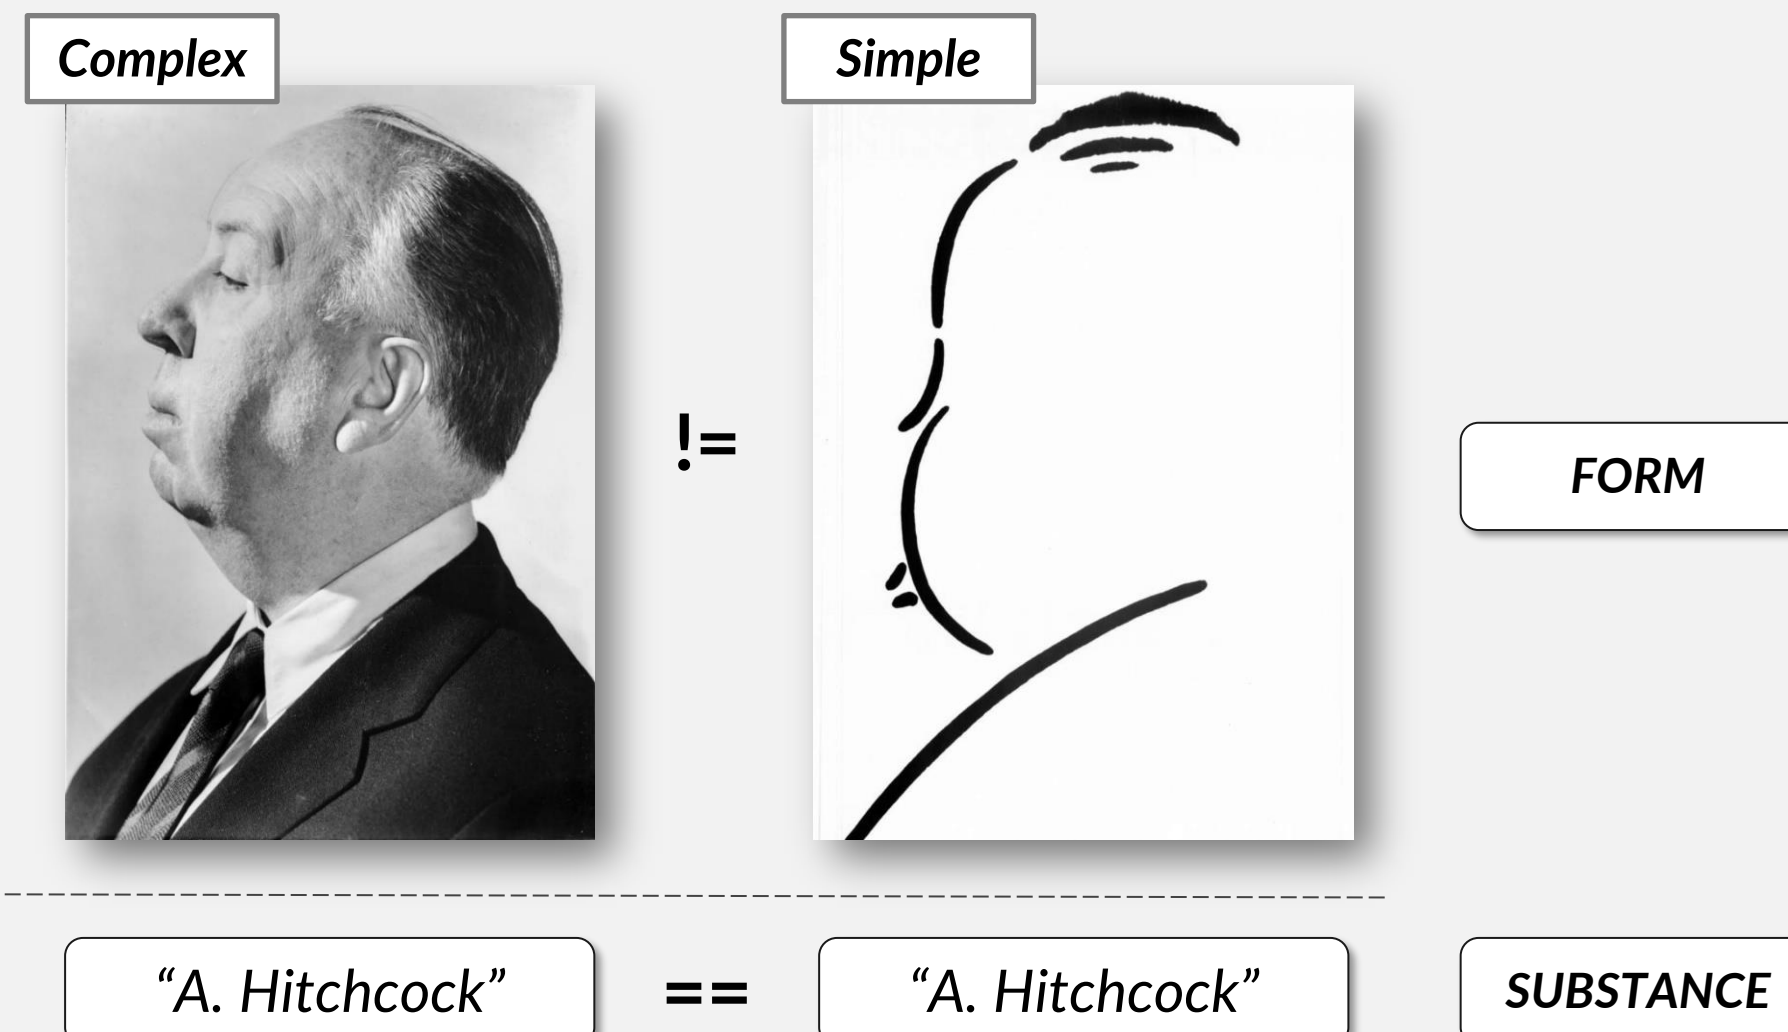 Complex
Simple
!=
FORM
“A. Hitchcock”
==
“A. Hitchcock”
SUBSTANCE